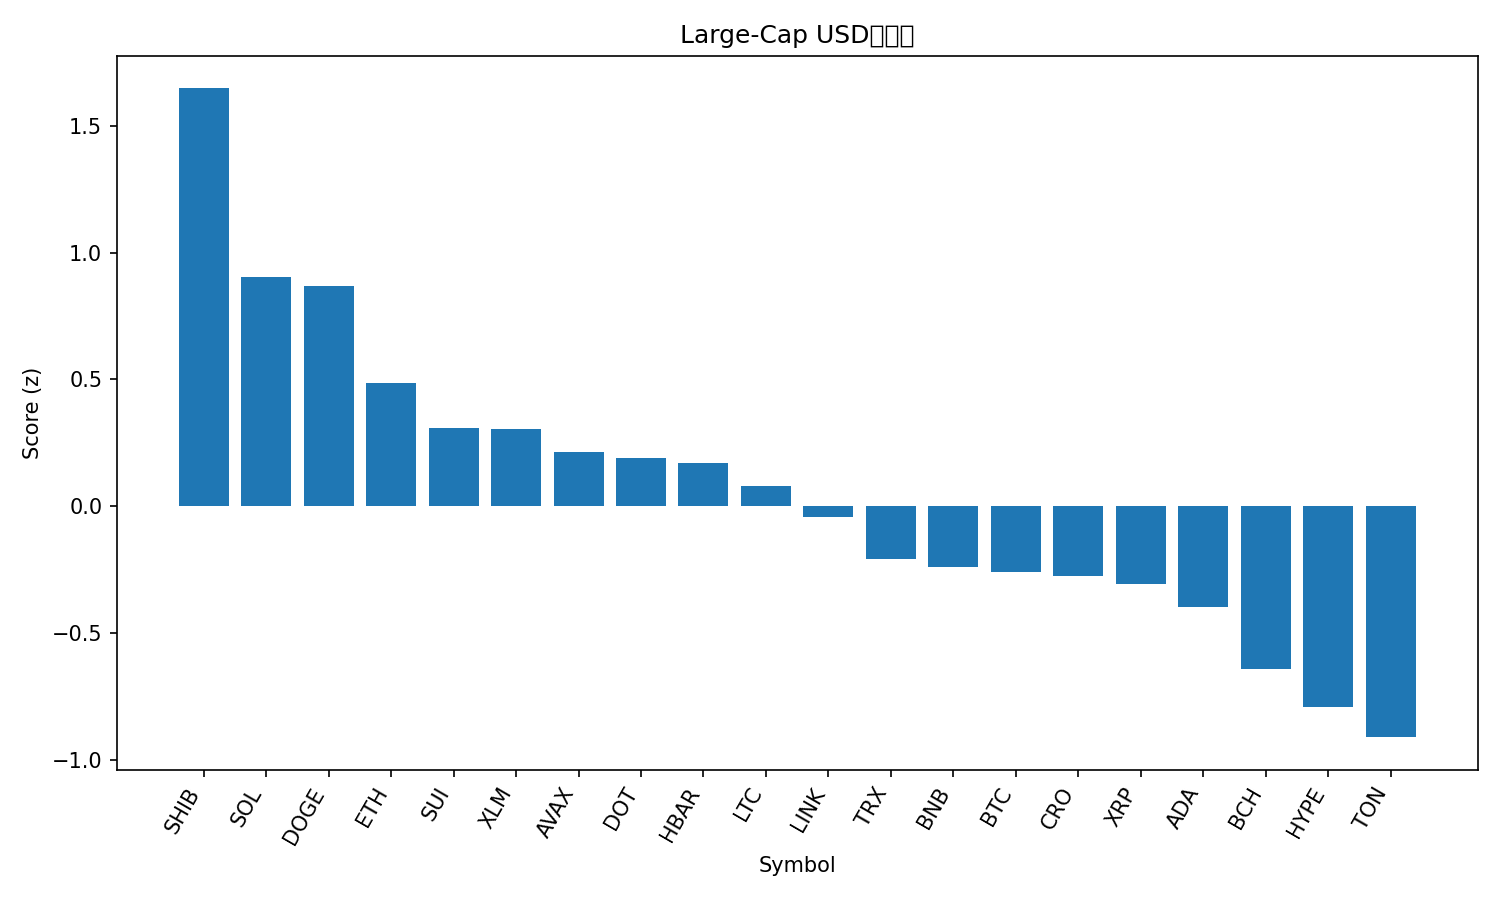 Large-Cap USD
Score (z)
1.5
1.0
0.5
0.0
−0.5
−1.0
SHIB
SOL
DOGE
ETH
SUI
XLM
AVAX
DOT
HBAR
LTC
LINK
TRX
BNB
BTC
CRO
XRP
ADA
BCH
HYPE
TON
Symbol